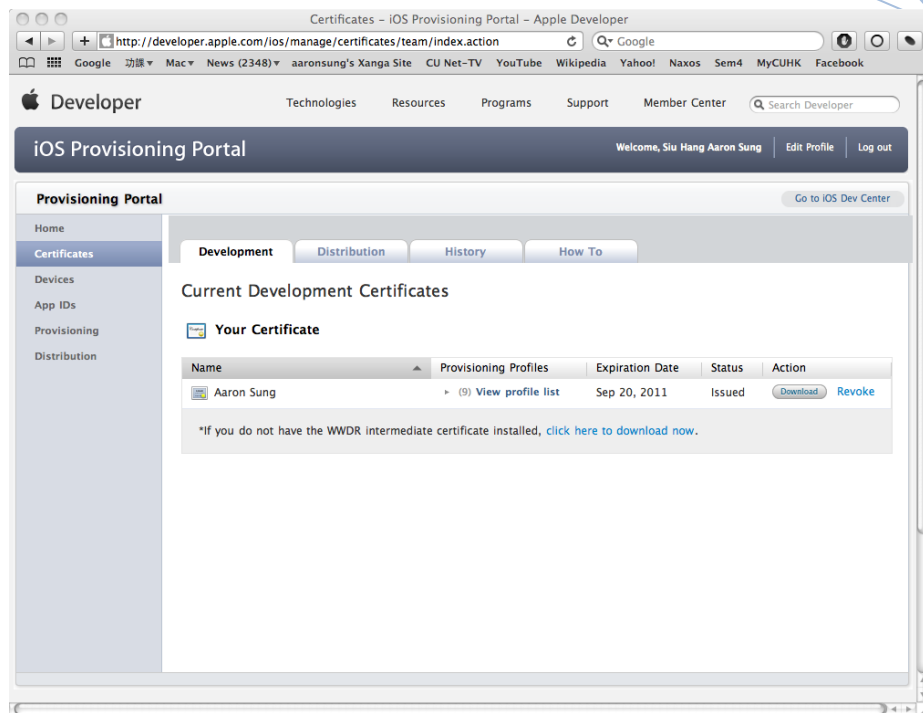 Certificates – iOS Provisioning Portal – Apple Developer
http://developer.apple.com/ios/manage/certificates/team/index.action Google
Google 功課 Mac News (2348) aaronsung's Xanga Site CU Net-TV YouTube Wikipedia Yahoo! Naxos Sem4 MyCUHK Facebook
Developer Technologies Resources Programs Support Member Center Search Developer
iOS Provisioning Portal Welcome, Siu Hang Aaron Sung Edit Profile Log out
Provisioning Portal Go to iOS Dev Center
Home
Certificates
Devices
App IDs
Provisioning
Distribution
Development Distribution History How To
Current Development Certificates
Your Certificate
Name Provisioning Profiles Expiration Date Status Action
Aaron Sung (9) View profile list Sep 20, 2011 Issued Download Revoke
*If you do not have the WWDR intermediate certificate installed, click here to download now.